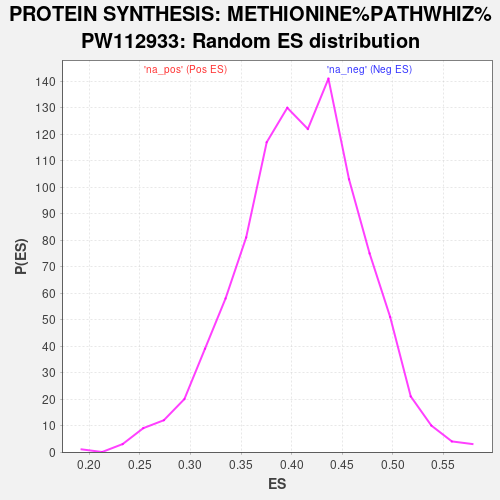 PROTEIN SYNTHESIS: METHIONINE%PATHWHIZ%
PW112933: Random ES distribution
'na_pos' (Pos ES)
'na_neg' (Neg ES)
140
130
120
110
100
90
80
70
60
50
40
30
20
10
0
P(ES)
0.20 0.25 0.30 0.35 0.40 0.45 0.50 0.55
ES